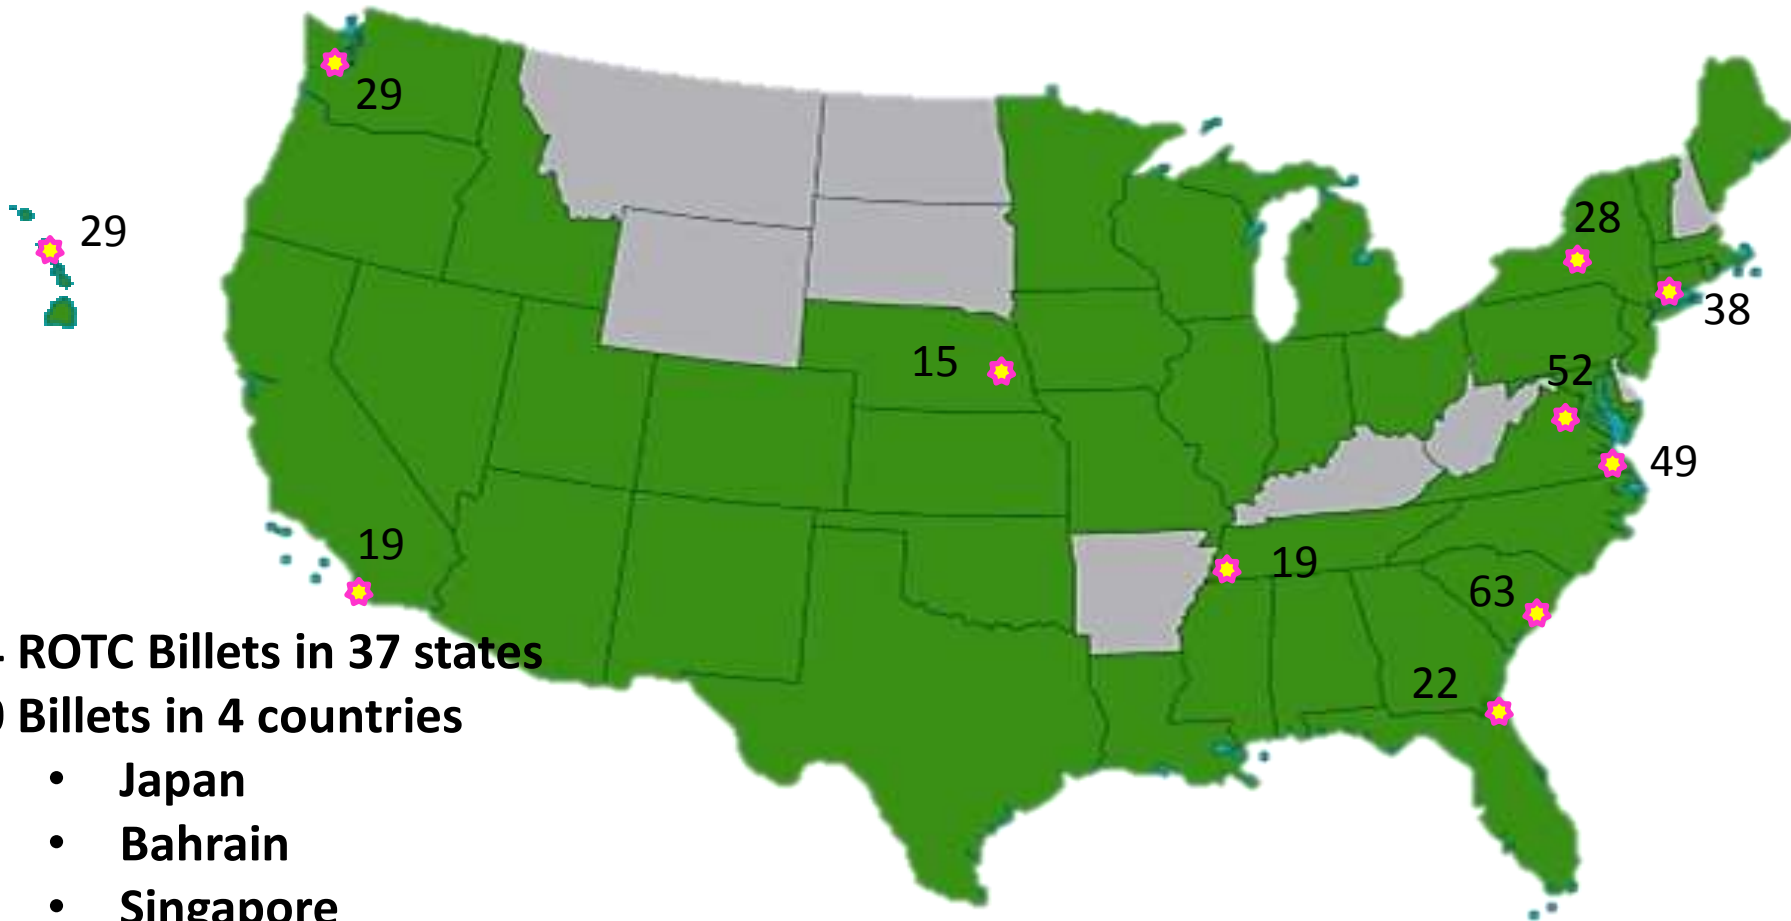 29
29
28
38
15
52
49
19
19
63
22
ROTC Billets in 37 states
Billets in 4 countries
• Japan
• Bahrain
• Singapore